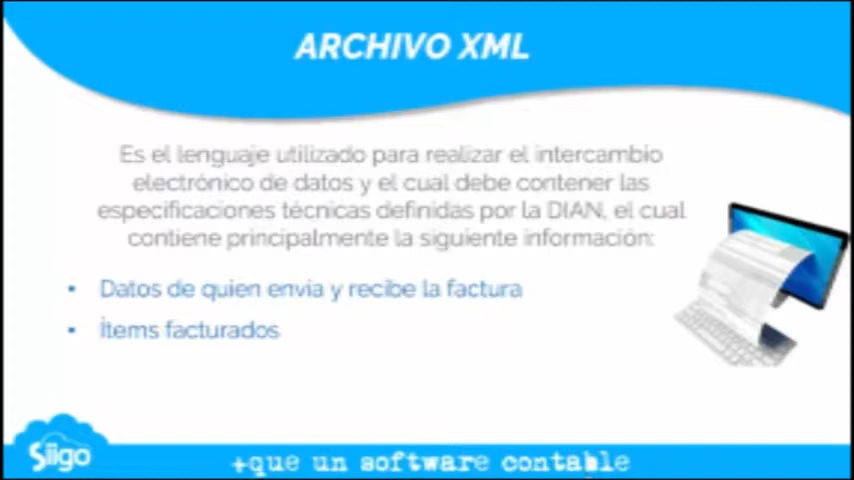 ARCHIVO XML
Es el lenguaje utilizado para realizar el intercambio
electrónico de datos y el cual debe contener las
especificaciones técnicas definidas por la DIAN, el cual
contiene principalmente la siguiente información:
• Datos de quien envia y recibe la factura
• Ítems facturados
Siigo
+que un software contable